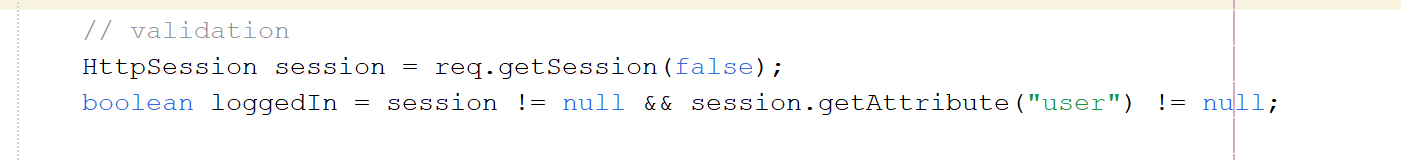 // validation
HttpSession session = req.getSession(false);
boolean loggedIn = session != null && session.getAttribute("user") != null;